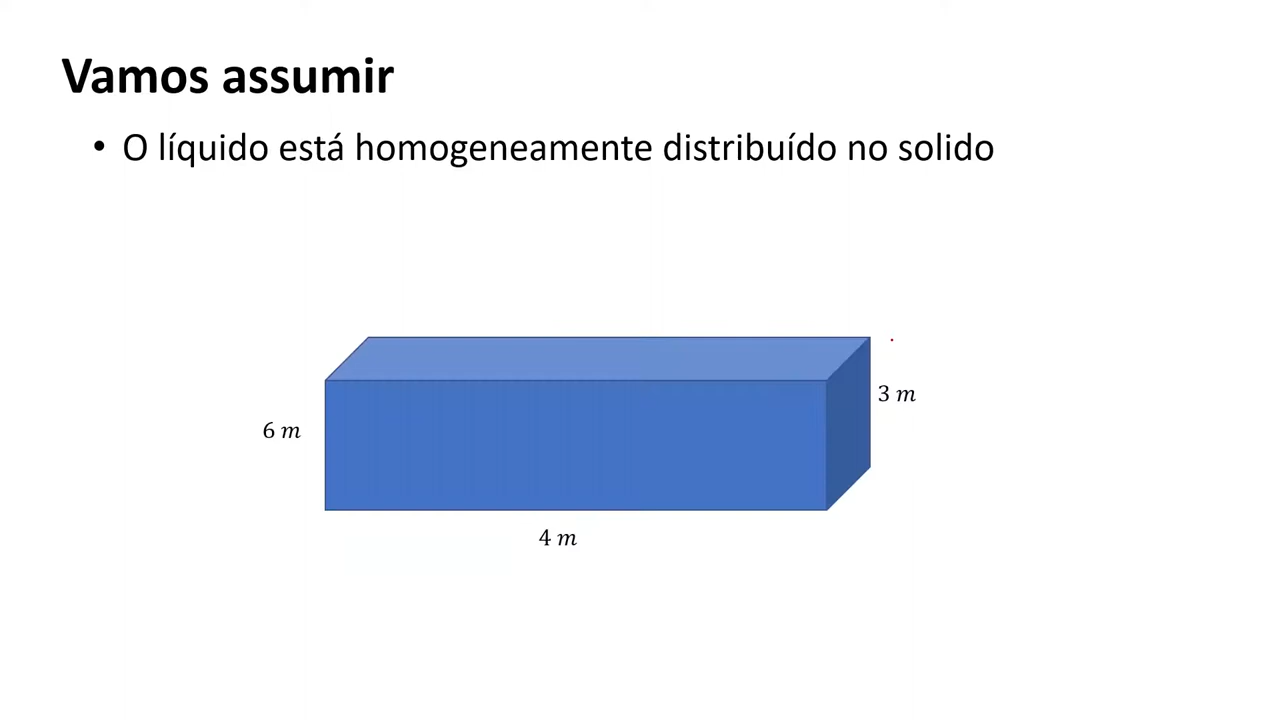 Vamos assumir
• O líquido está homogeneamente distribuído no solido
3 m
6 m
4 m